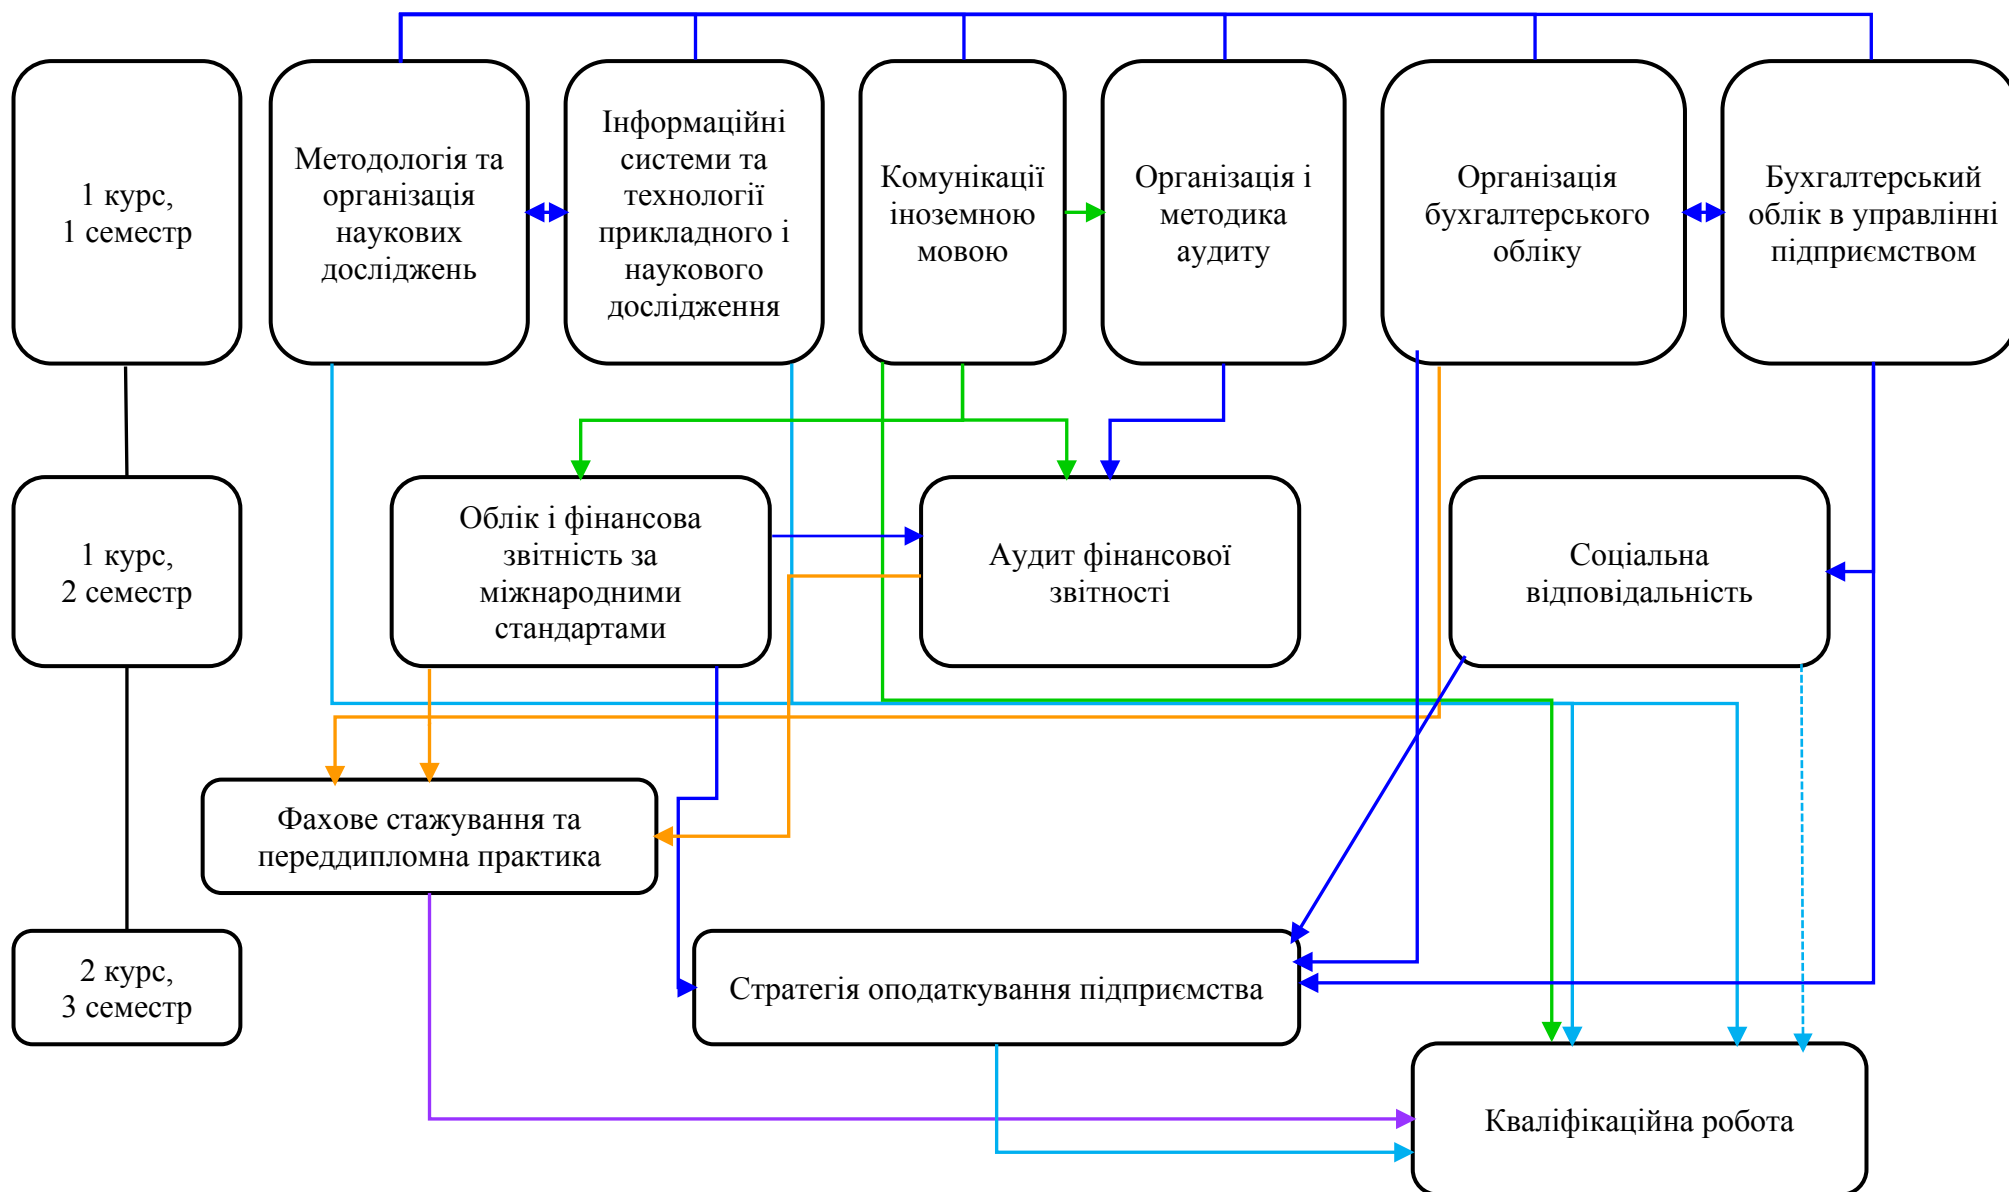 1 курс,
1 семестр
Методологія та
організація
наукових
досліджень
Інформаційні
системи та
технології
прикладного і
наукового
дослідження
Комунікації
іноземною
мовою
Організація і
методика
аудиту
Організація
бухгалтерського
обліку
Бухгалтерський
облік в управлінні
підприємством
1 курс,
2 семестр
Облік і фінансова
звітність за
міжнародними
стандартами
Аудит фінансової
звітності
Соціальна
відповідальність
Фахове стажування та
переддипломна практика
2 курс,
3 семестр
Стратегія оподаткування підприємства
Кваліфікаційна робота